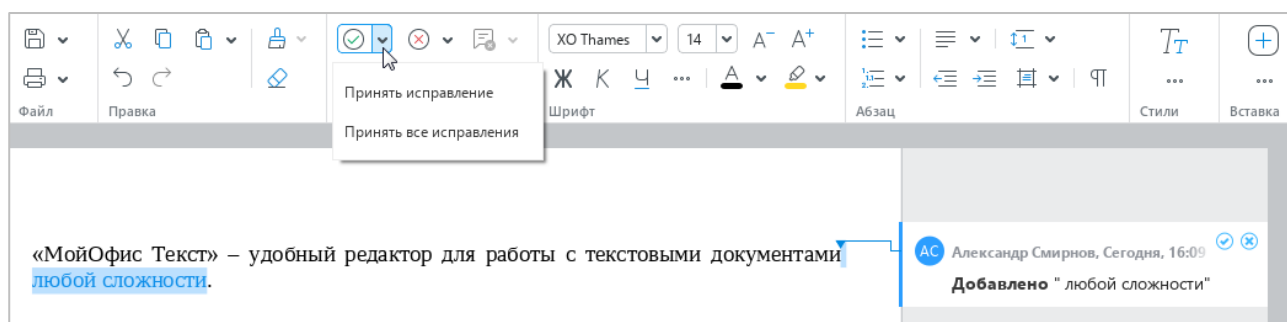 XO Thames 14 A⁻ A⁺
Ж К Ч ... А
Файл Правка Шрифт Абзац Стили Вставка
Принять исправление
Принять все исправления
«МойОфис Текст» – удобный редактор для работы с текстовыми документами
любой сложности.
АС Александр Смирнов, Сегодня, 16:09
Добавлено " любой сложности"